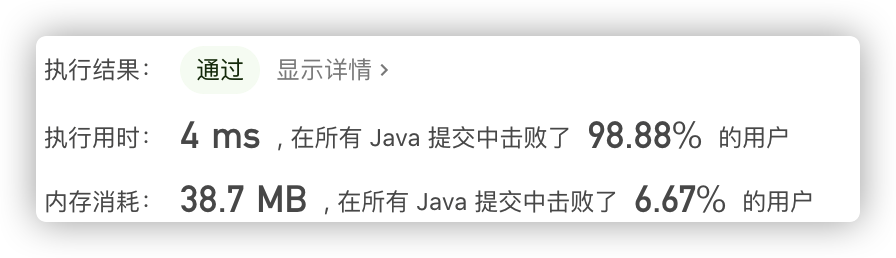 执行结果： 通过 显示详情 >
执行用时： 4 ms , 在所有 Java 提交中击败了 98.88% 的用户
内存消耗： 38.7 MB , 在所有 Java 提交中击败了 6.67% 的用户